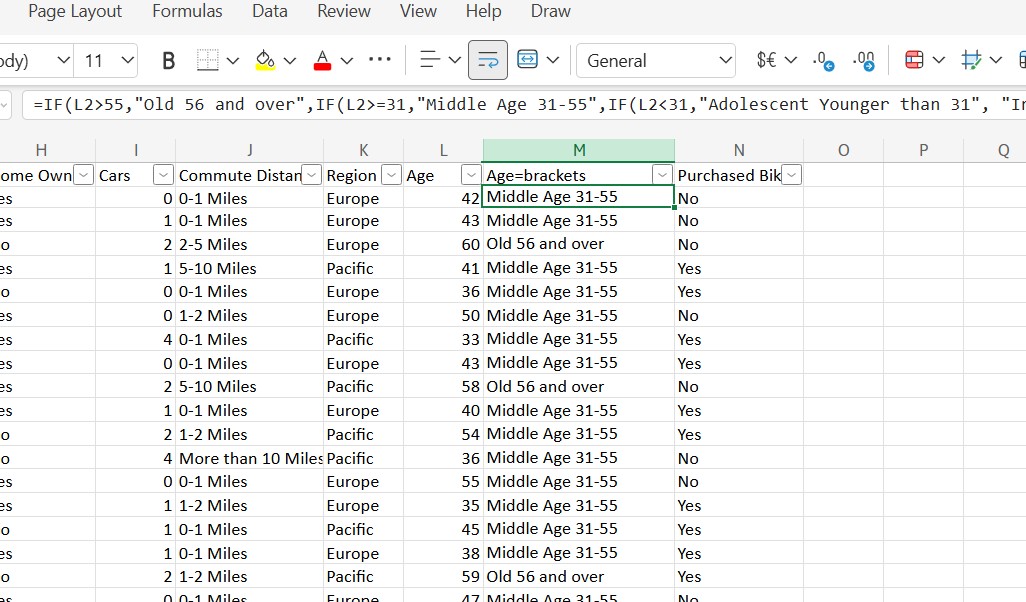 Page Layout Formulas Data Review View Help Draw
ody) 11 B A ... General $€ .0 .00
=IF(L2>55,"Old 56 and over",IF(L2>=31,"Middle Age 31-55",IF(L2<31,"Adolescent Younger than 31", "In
H I J K L M N O P Q
ome Own Cars Commute Distan Region Age Age=brackets Purchased Bik
es 0 0-1 Miles Europe 42 Middle Age 31-55 No
es 1 0-1 Miles Europe 43 Middle Age 31-55 No
o 2 2-5 Miles Europe 60 Old 56 and over No
es 1 5-10 Miles Pacific 41 Middle Age 31-55 Yes
o 0 0-1 Miles Europe 36 Middle Age 31-55 Yes
es 0 1-2 Miles Europe 50 Middle Age 31-55 No
es 4 0-1 Miles Pacific 33 Middle Age 31-55 Yes
es 0 0-1 Miles Europe 43 Middle Age 31-55 Yes
es 2 5-10 Miles Pacific 58 Old 56 and over No
es 1 0-1 Miles Europe 40 Middle Age 31-55 Yes
o 2 1-2 Miles Pacific 54 Middle Age 31-55 Yes
o 4 More than 10 Miles Pacific 36 Middle Age 31-55 No
es 0 0-1 Miles Europe 55 Middle Age 31-55 No
es 1 1-2 Miles Europe 35 Middle Age 31-55 Yes
o 1 0-1 Miles Pacific 45 Middle Age 31-55 Yes
es 1 0-1 Miles Europe 38 Middle Age 31-55 Yes
o 2 1-2 Miles Pacific 59 Old 56 and over Yes
es 0 0-1 Miles Europe 47 Middle Age 31-55 No